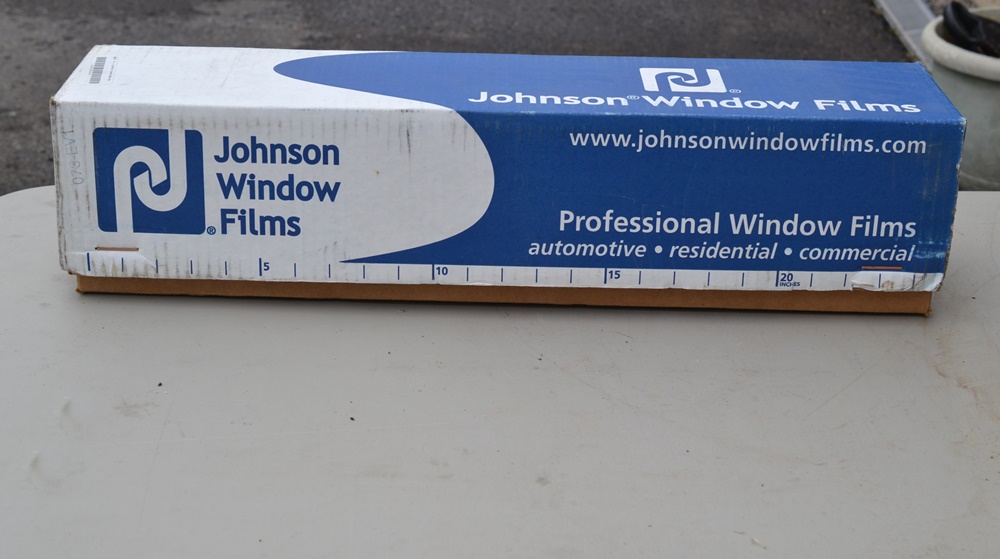 Johnson® Window Films
www.johnsonwindowfilms.com
Johnson
Window
Films
®
Professional Window Films
automotive • residential • commercial
5 10 15 20
INCHES